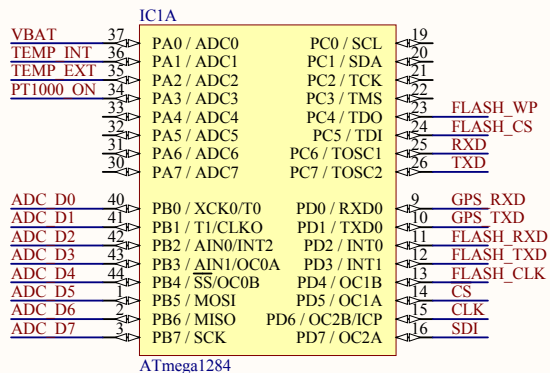 IC1A
VBAT 37 PA0 / ADC0 PC0 / SCL 19
TEMP_INT 36 PA1 / ADC1 PC1 / SDA 20
TEMP_EXT 35 PA2 / ADC2 PC2 / TCK 21
PT1000_ON 34 PA3 / ADC3 PC3 / TMS 22
33 PA4 / ADC4 PC4 / TDO 23 FLASH_WP
32 PA5 / ADC5 PC5 / TDI 24 FLASH_CS
31 PA6 / ADC6 PC6 / TOSC1 25 RXD
30 PA7 / ADC7 PC7 / TOSC2 26 TXD
ADC_D0 40 PB0 / XCK0/T0 PD0 / RXD0 9 GPS_RXD
ADC_D1 41 PB1 / T1/CLKO PD1 / TXD0 10 GPS_TXD
ADC_D2 42 PB2 / AIN0/INT2 PD2 / INT0 11 FLASH_RXD
ADC_D3 43 PB3 / AIN1/OC0A PD3 / INT1 12 FLASH_TXD
ADC_D4 44 PB4 / SS/OC0B PD4 / OC1B 13 FLASH_CLK
ADC_D5 1 PB5 / MOSI PD5 / OC1A 14 CS
ADC_D6 2 PB6 / MISO PD6 / OC2B/ICP 15 CLK
ADC_D7 3 PB7 / SCK PD7 / OC2A 16 SDI
ATmega1284